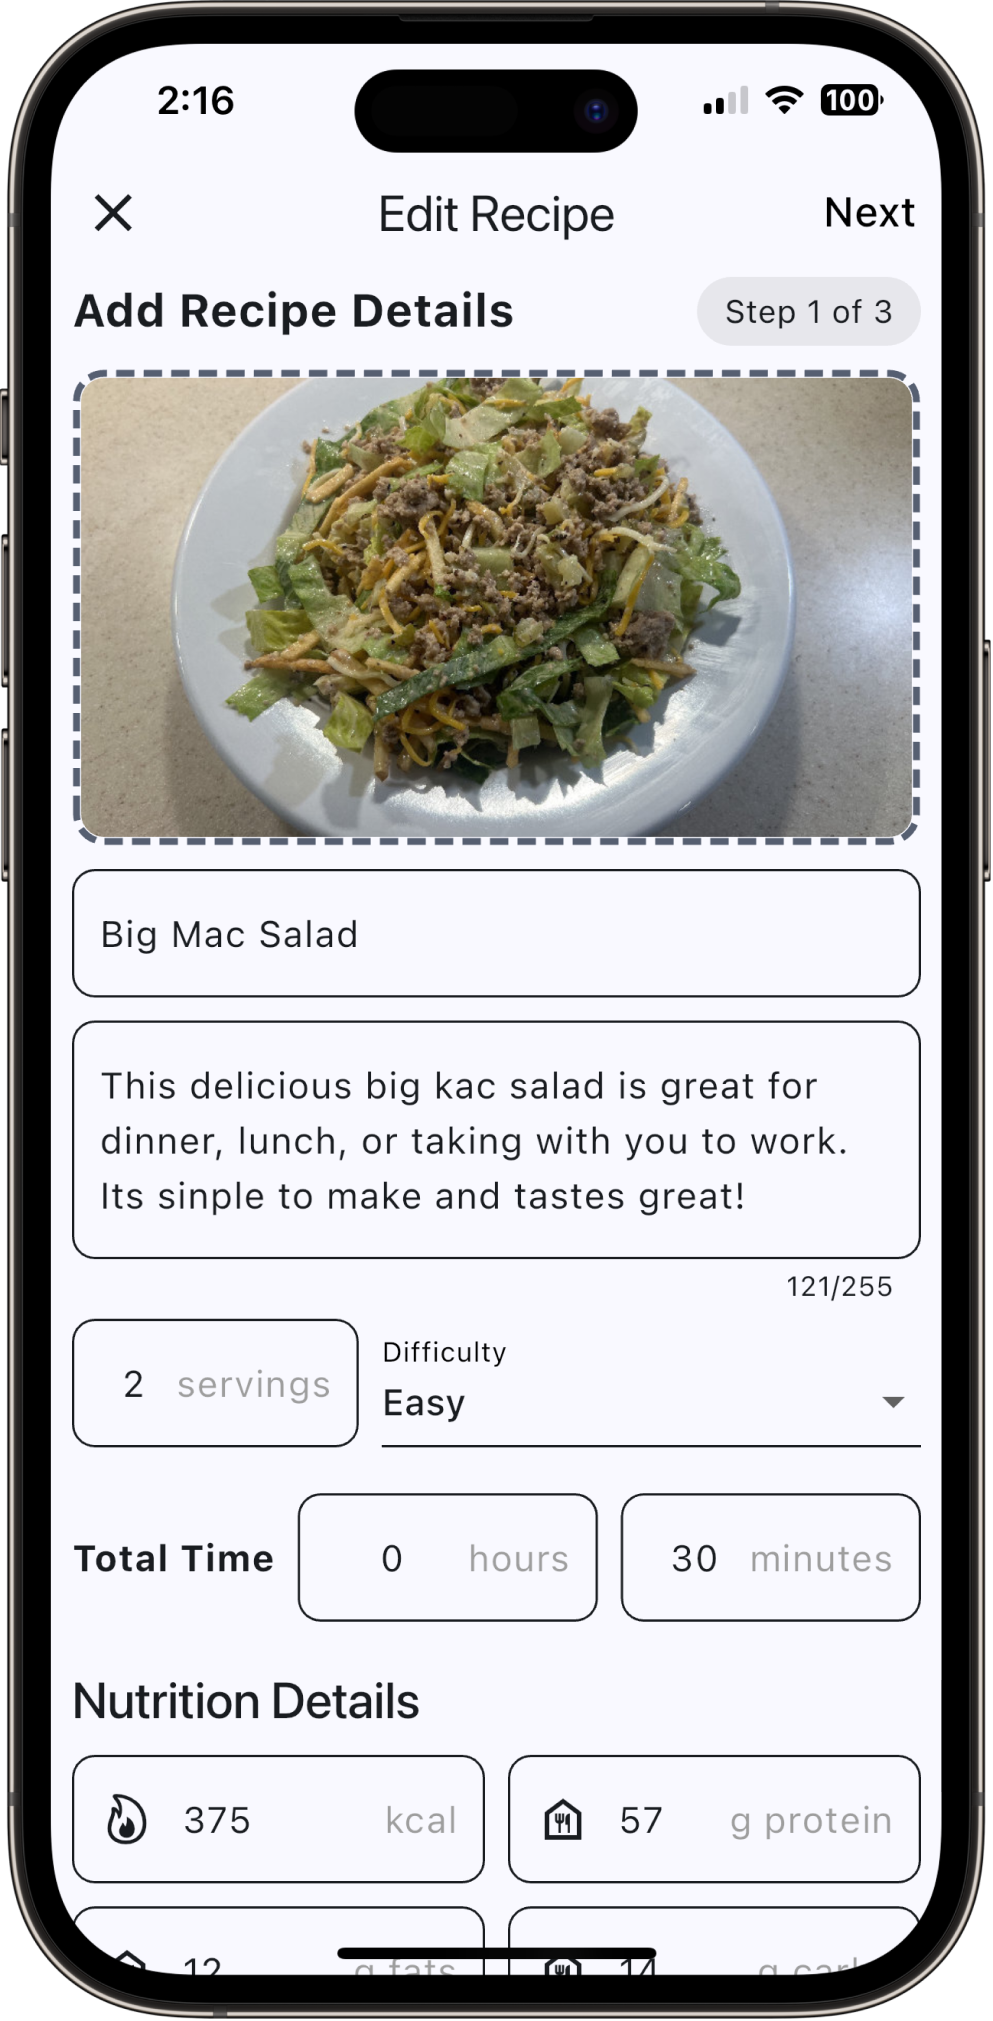 2:16
100
Edit Recipe
Next
Add Recipe Details
Step 1 of 3
Big Mac Salad
This delicious big kac salad is great for
dinner, lunch, or taking with you to work.
Its sinple to make and tastes great!
121/255
2 servings
Difficulty
Easy
Total Time
0 hours
30 minutes
Nutrition Details
375 kcal
57 g protein
12 g fats
14